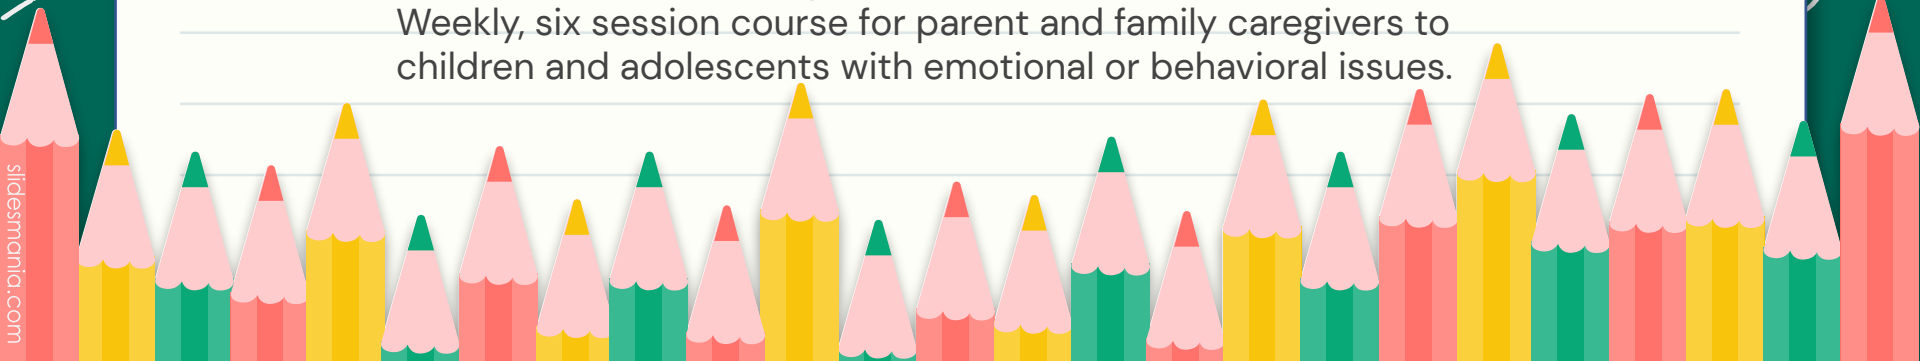 Weekly, six session course for parent and family caregivers to
children and adolescents with emotional or behavioral issues.
slidesmania.com